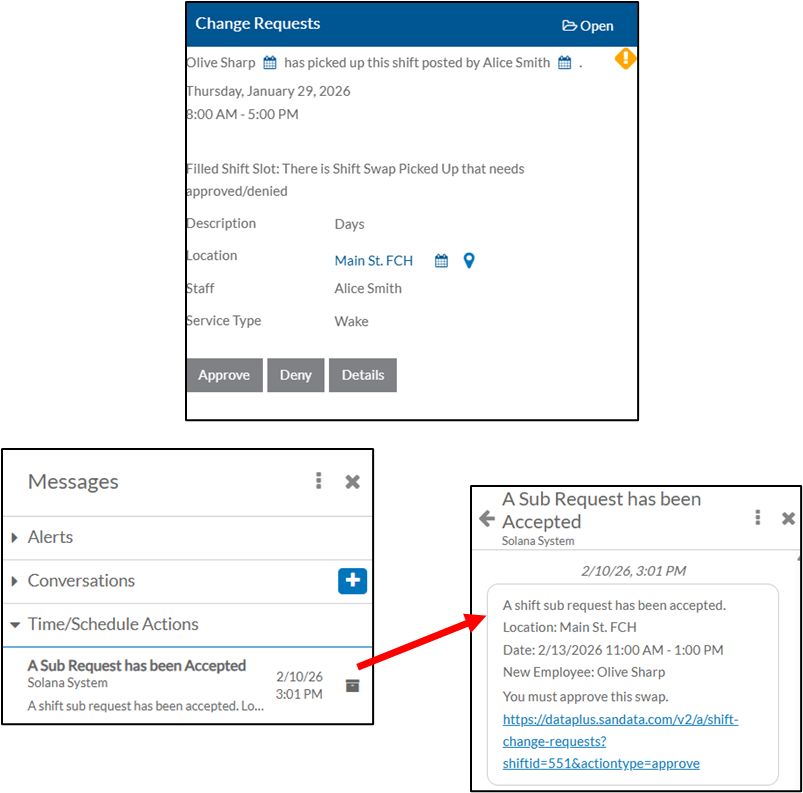 Change Requests
Open
Olive Sharp has picked up this shift posted by Alice Smith .
Thursday, January 29, 2026
8:00 AM - 5:00 PM
Filled Shift Slot: There is Shift Swap Picked Up that needs
approved/denied
Description Days
Location Main St. FCH
Staff Alice Smith
Service Type Wake
Approve Deny Details
Messages
Alerts
Conversations
Time/Schedule Actions
A Sub Request has been Accepted
Solana System
2/10/26
3:01 PM
A shift sub request has been accepted. Lo...
A Sub Request has been
Accepted
Solana System
2/10/26, 3:01 PM
A shift sub request has been accepted.
Location: Main St. FCH
Date: 2/13/2026 11:00 AM - 1:00 PM
New Employee: Olive Sharp
You must approve this swap.
https://dataplus.sandata.com/v2/a/shift-
change-requests?
shiftid=551&actiontype=approve